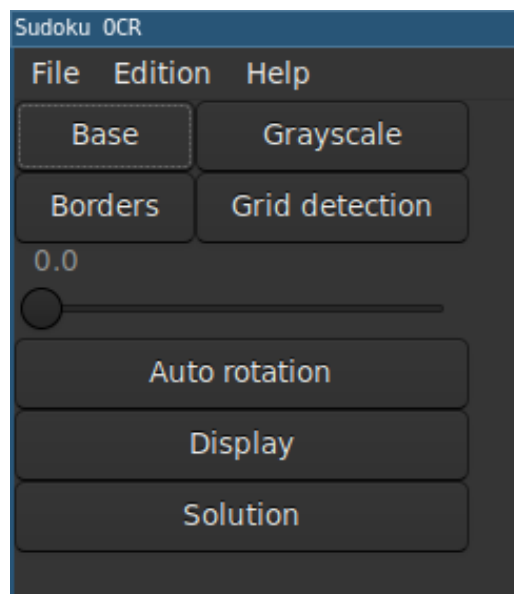 Sudoku OCR
File Edition Help
Base Grayscale
Borders Grid detection
0.0
Auto rotation
Display
Solution